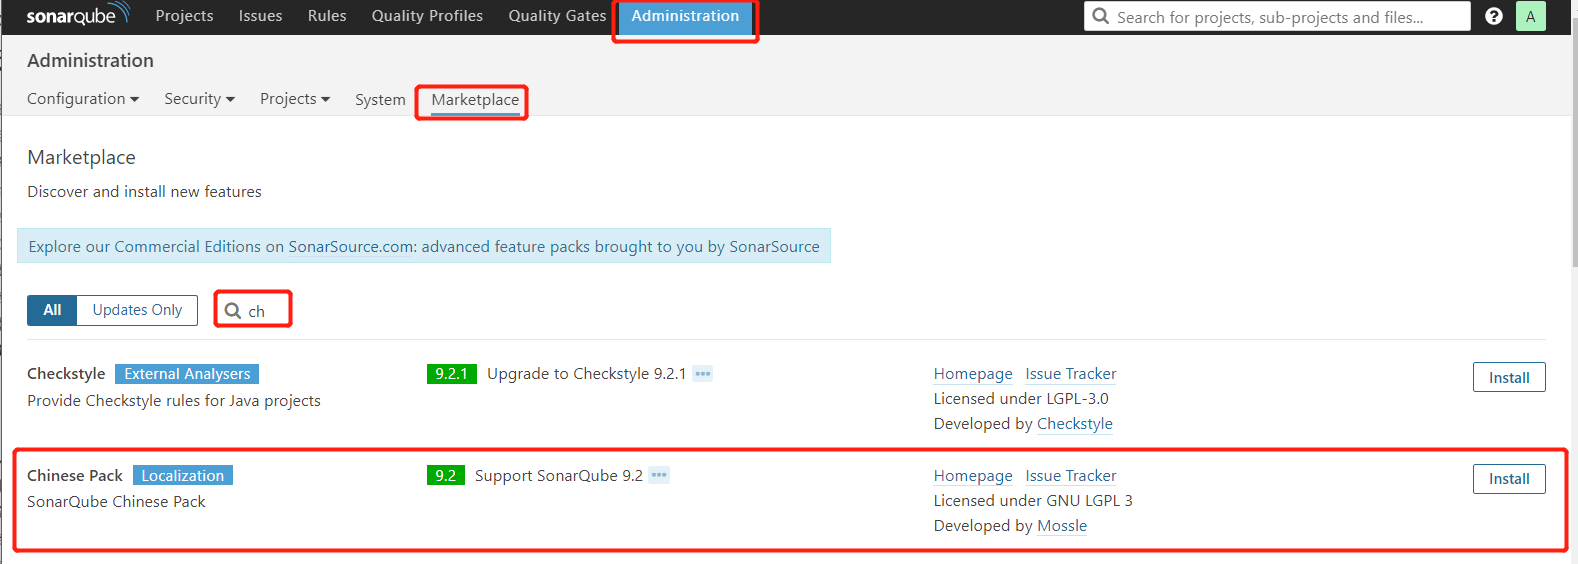 sonarqube Projects Issues Rules Quality Profiles Quality Gates Administration Search for projects, sub-projects and files... ? A
Administration
Configuration Security Projects System Marketplace
Marketplace
Discover and install new features
Explore our Commercial Editions on SonarSource.com: advanced feature packs brought to you by SonarSource
All Updates Only ch
Checkstyle External Analysers 9.2.1 Upgrade to Checkstyle 9.2.1 ••• Homepage Issue Tracker Install
Provide Checkstyle rules for Java projects Licensed under LGPL-3.0
Developed by Checkstyle
Chinese Pack Localization 9.2 Support SonarQube 9.2 ••• Homepage Issue Tracker Install
SonarQube Chinese Pack Licensed under GNU LGPL 3
Developed by Mossle